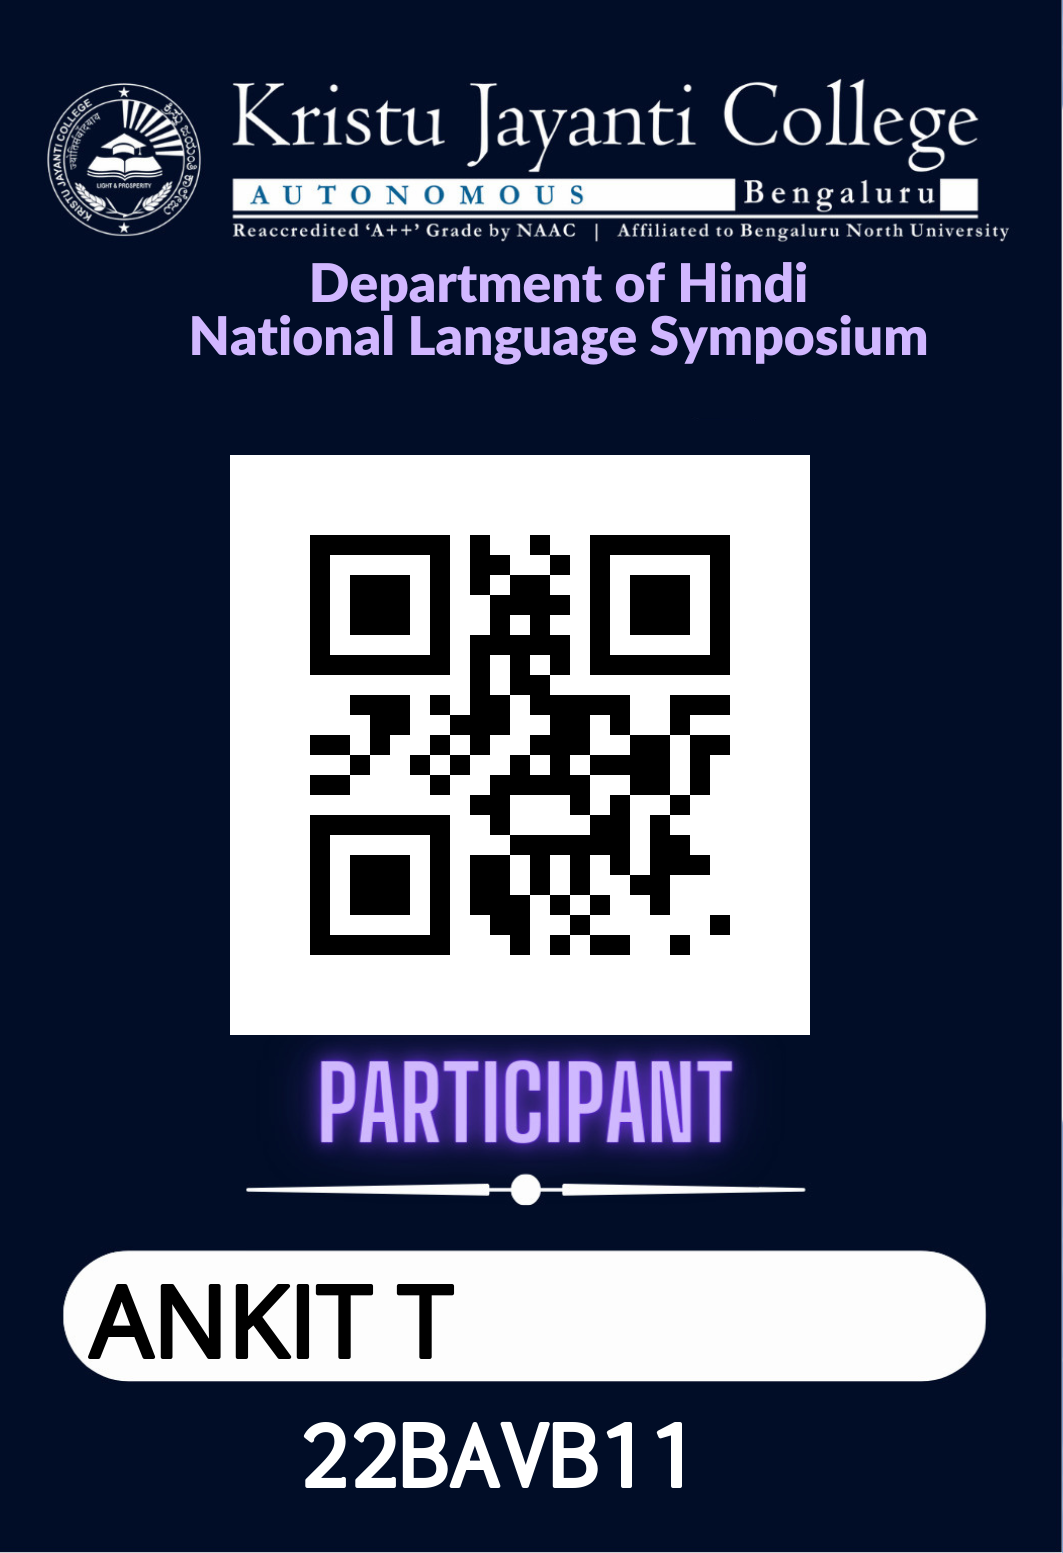 KRISTU JAYANTI COLLEGE
LIGHT & PROSPERITY
Kristu Jayanti College
AUTONOMOUS Bengaluru
Reaccredited ‘A++’ Grade by NAAC | Affiliated to Bengaluru North University
Department of Hindi
National Language Symposium
PARTICIPANT
ANKIT T
22BAVB11